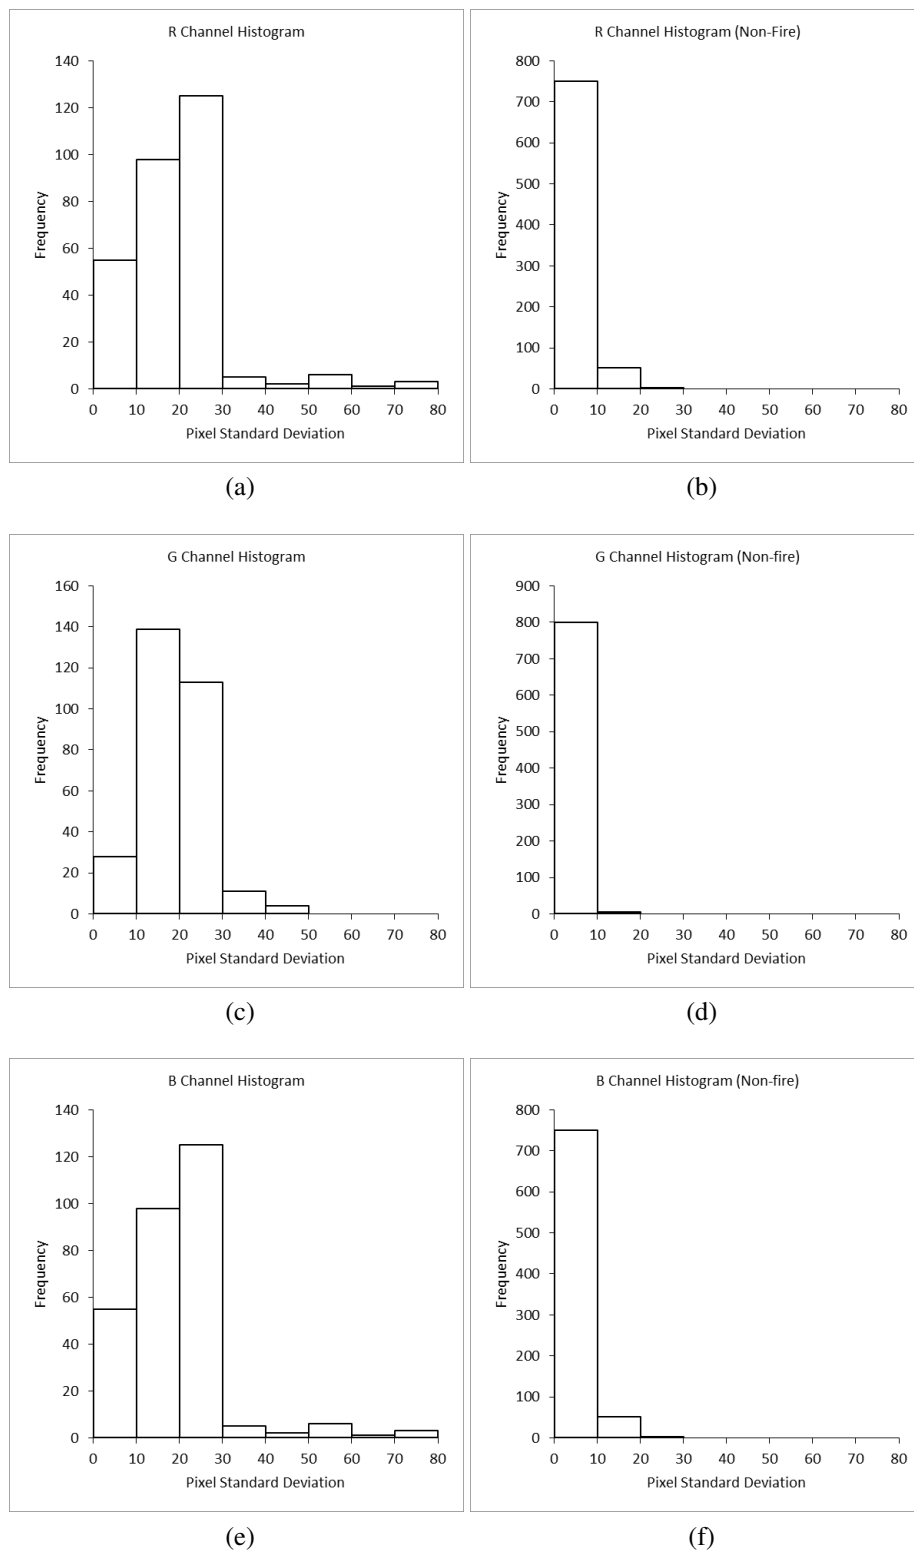 R Channel Histogram
140
120
100
80
60
40
20
0
Frequency
0 10 20 30 40 50 60 70 80
Pixel Standard Deviation
(a)
R Channel Histogram (Non-Fire)
800
700
600
500
400
300
200
100
0
Frequency
0 10 20 30 40 50 60 70 80
Pixel Standard Deviation
(b)
G Channel Histogram
160
140
120
100
80
60
40
20
0
Frequency
0 10 20 30 40 50 60 70 80
Pixel Standard Deviation
(c)
G Channel Histogram (Non-fire)
900
800
700
600
500
400
300
200
100
0
Frequency
0 10 20 30 40 50 60 70 80
Pixel Standard Deviation
(d)
B Channel Histogram
140
120
100
80
60
40
20
0
Frequency
0 10 20 30 40 50 60 70 80
Pixel Standard Deviation
(e)
B Channel Histogram (Non-fire)
800
700
600
500
400
300
200
100
0
Frequency
0 10 20 30 40 50 60 70 80
Pixel Standard Deviation
(f)